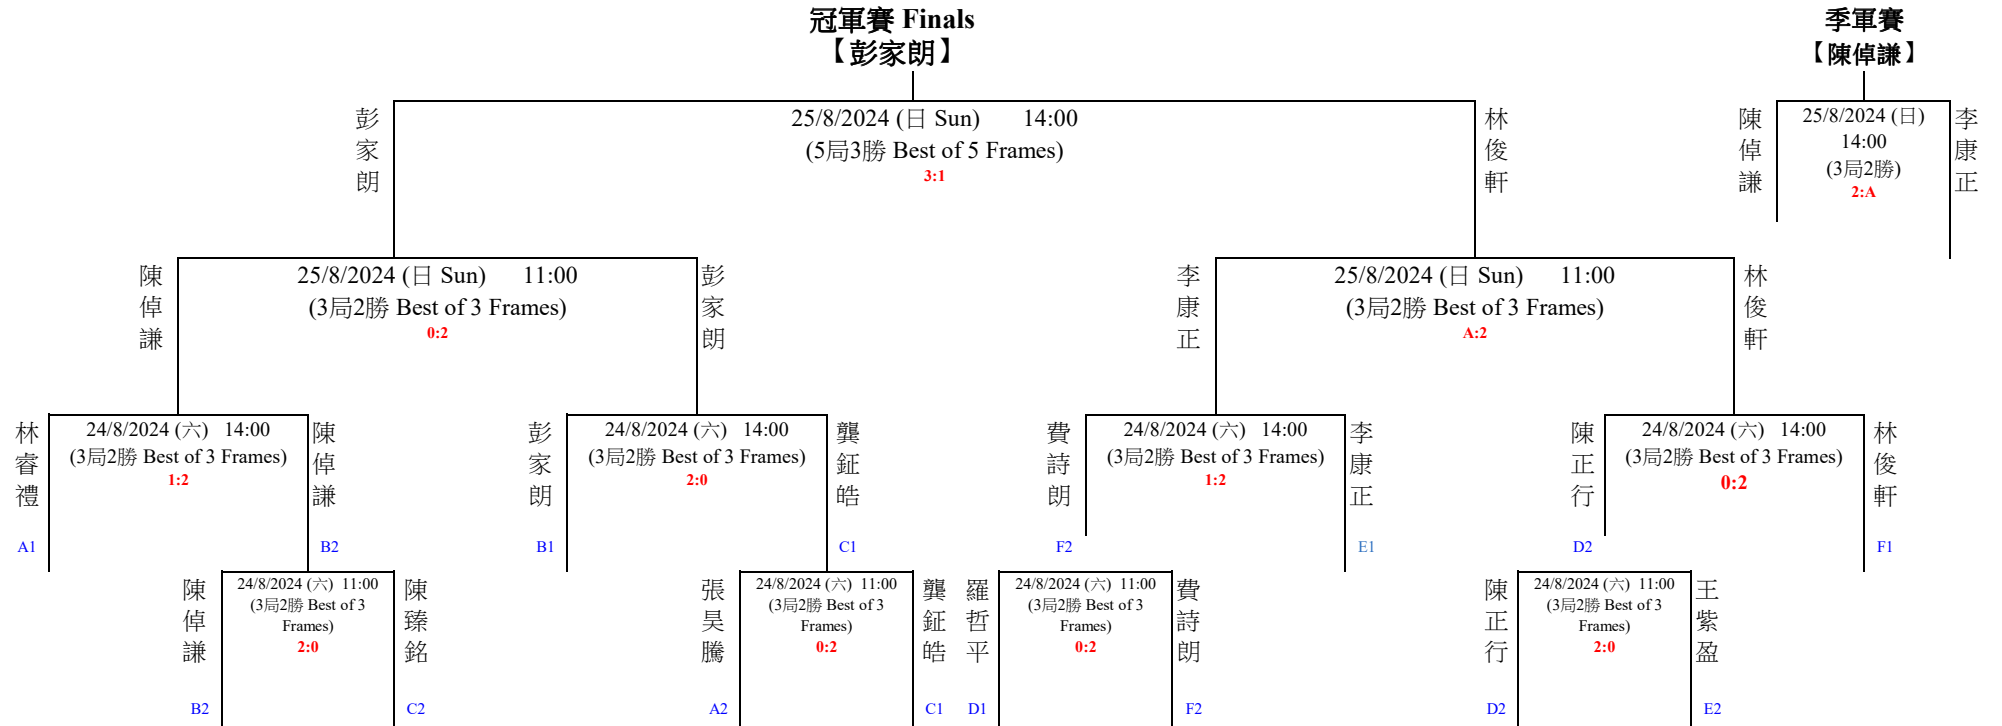 冠軍賽 Finals
【彭家朗】
季軍賽
【陳倬謙】
彭家朗
25/8/2024 (日 Sun) 14:00
(5局3勝 Best of 5 Frames)
3:1
林俊軒
陳倬謙
25/8/2024 (日)
14:00
(3局2勝)
2:A
李康正
陳倬謙
25/8/2024 (日 Sun) 11:00
(3局2勝 Best of 3 Frames)
0:2
彭家朗
李康正
25/8/2024 (日 Sun) 11:00
(3局2勝 Best of 3 Frames)
A:2
林俊軒
林睿禮
24/8/2024 (六) 14:00
(3局2勝 Best of 3 Frames)
1:2
陳倬謙
A1
B2
彭家朗
24/8/2024 (六) 14:00
(3局2勝 Best of 3 Frames)
2:0
龔鉦皓
B1
C1
費詩朗
24/8/2024 (六) 14:00
(3局2勝 Best of 3 Frames)
1:2
李康正
F2
E1
陳正行
24/8/2024 (六) 14:00
(3局2勝 Best of 3 Frames)
0:2
林俊軒
D2
F1
陳倬謙
24/8/2024 (六) 11:00
(3局2勝 Best of 3
Frames)
2:0
陳臻銘
B2
C2
張昊騰
24/8/2024 (六) 11:00
(3局2勝 Best of 3
Frames)
0:2
龔鉦皓
A2
C1
羅哲平
24/8/2024 (六) 11:00
(3局2勝 Best of 3
Frames)
0:2
費詩朗
D1
F2
陳正行
24/8/2024 (六) 11:00
(3局2勝 Best of 3
Frames)
2:0
王紫盈
D2
E2